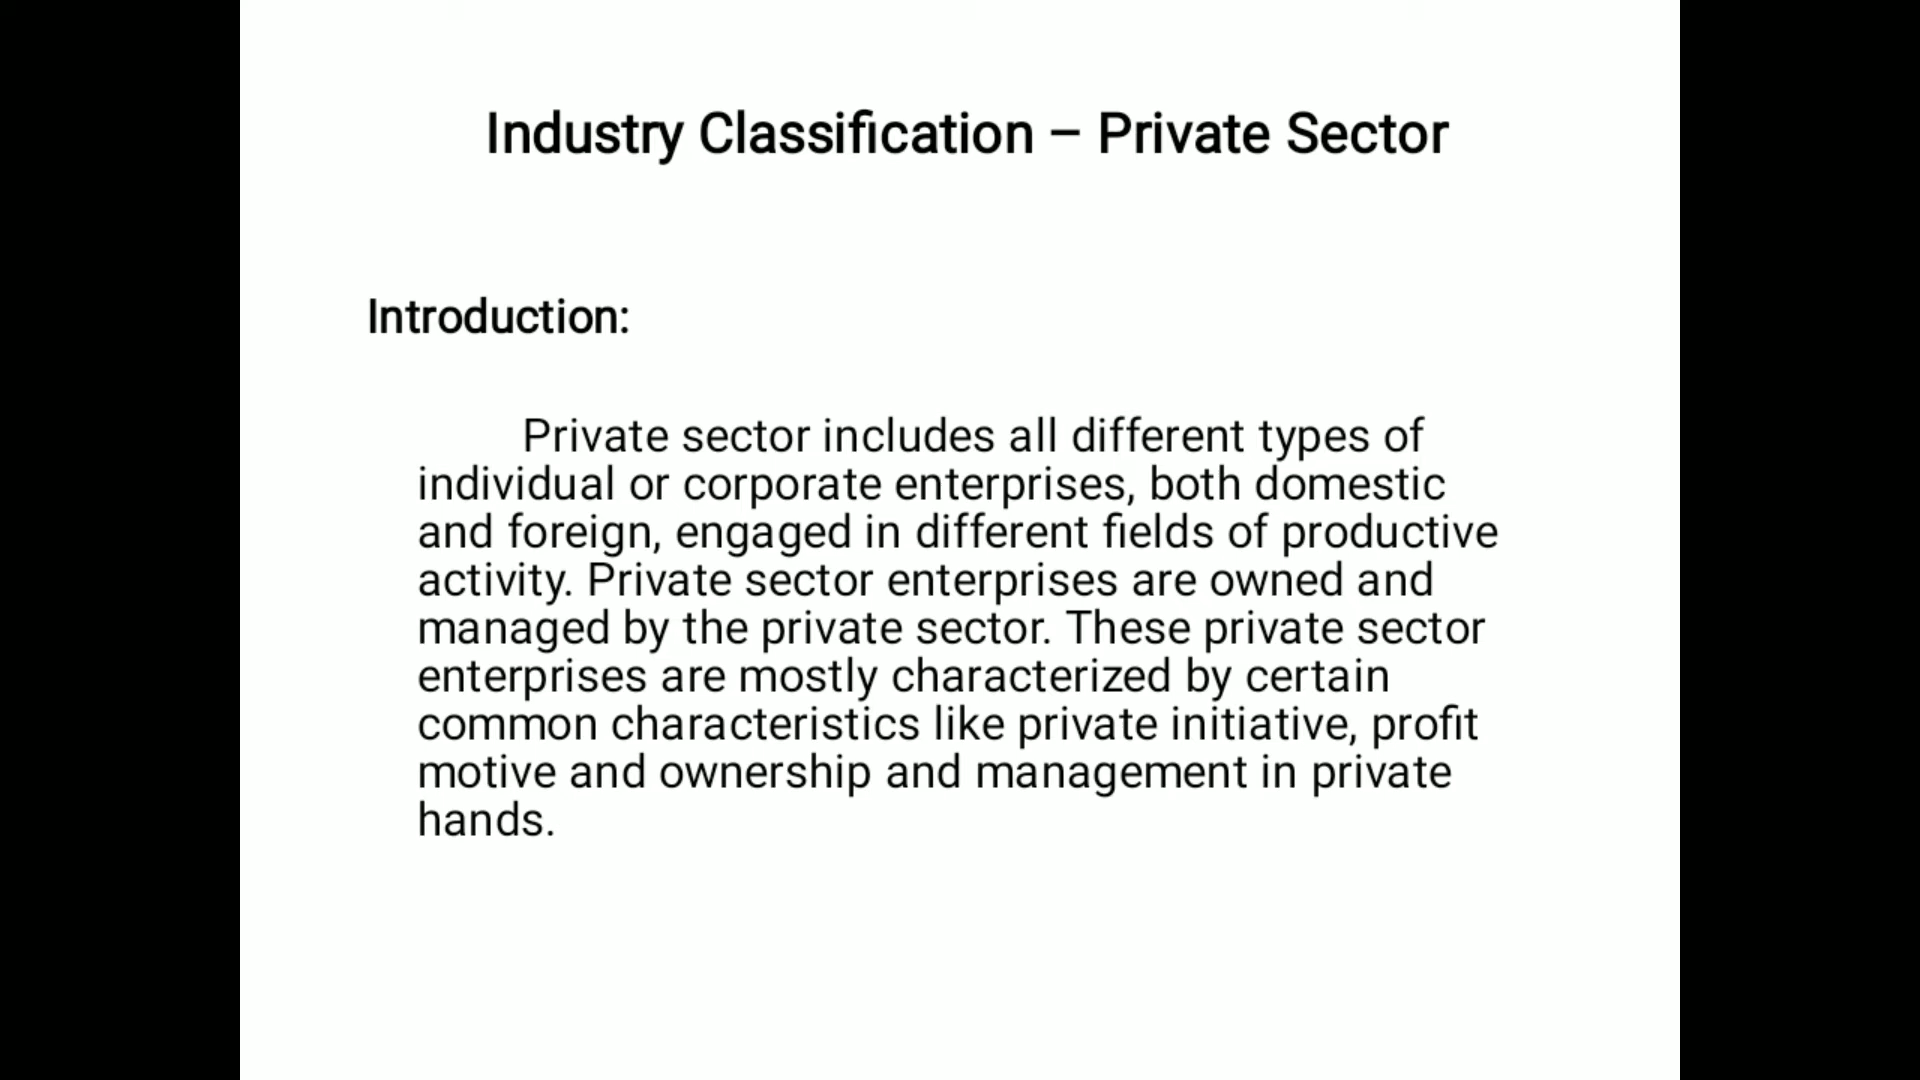 Industry Classification – Private Sector
Introduction:
Private sector includes all different types of
individual or corporate enterprises, both domestic
and foreign, engaged in different fields of productive
activity. Private sector enterprises are owned and
managed by the private sector. These private sector
enterprises are mostly characterized by certain
common characteristics like private initiative, profit
motive and ownership and management in private
hands.